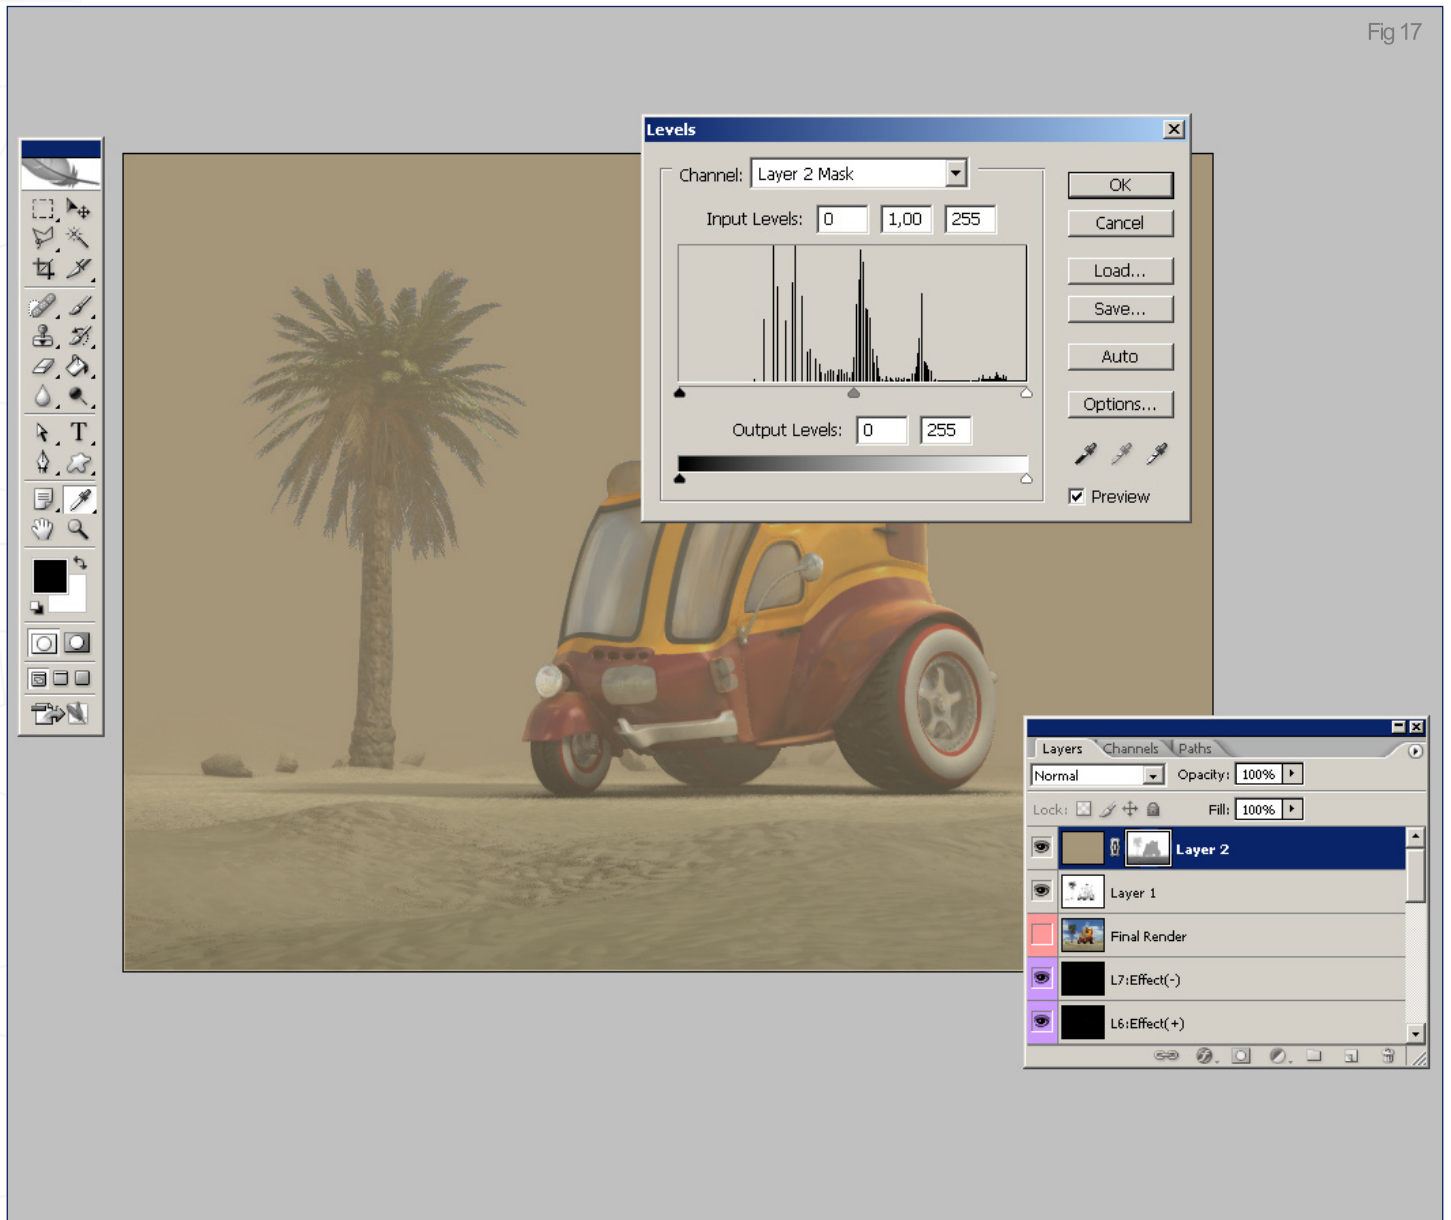 Fig 17
Levels
Channel: Layer 2 Mask
OK
Input Levels: 0 1,00 255
Cancel
Load...
Save...
Auto
Options...
Output Levels: 0 255
Preview
T
Layers Channels Paths
Normal Opacity: 100%
Lock: Fill: 100%
Layer 2
Layer 1
Final Render
L7:Effect(-)
L6:Effect(+)